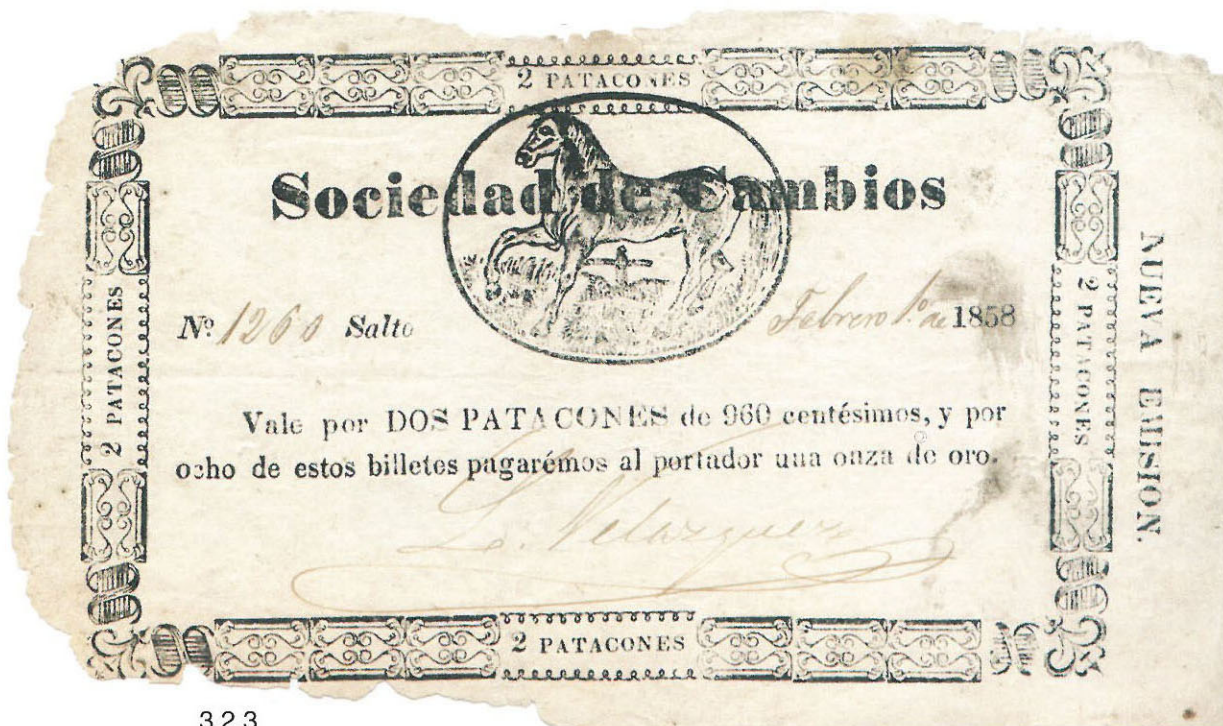 2 PATACONES
Sociedad de Cambios
Nº 1260 Salto Febrero 1º de 1858
Vale por DOS PATACONES de 960 centésimos, y por
ocho de estos billetes pagarémos al portador una onza de oro.
L. Velazquez
2 PATACONES
2 PATACONES
2 PATACONES
NUEVA EMISION.
323